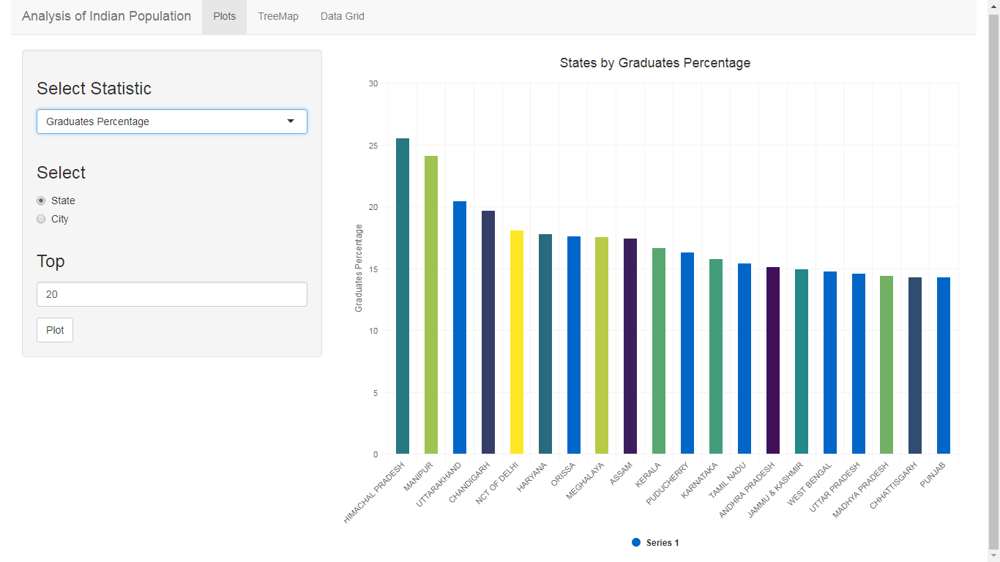 Analysis of Indian Population Plots TreeMap Data Grid
Select Statistic
Graduates Percentage
Select
State
City
Top
20
Plot
States by Graduates Percentage
Graduates Percentage
30
25
20
15
10
5
0
HIMACHAL PRADESH
MANIPUR
UTTARAKHAND
CHANDIGARH
NCT OF DELHI
HARYANA
ORISSA
MEGHALAYA
ASSAM
KERALA
PUDUCHERRY
KARNATAKA
TAMIL NADU
ANDHRA PRADESH
JAMMU & KASHMIR
WEST BENGAL
UTTAR PRADESH
MADHYA PRADESH
CHHATTISGARH
PUNJAB
Series 1